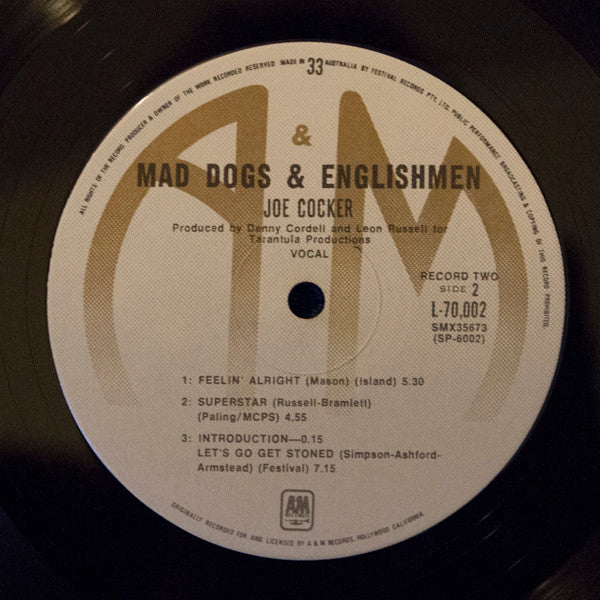 ALL RIGHTS OF THE RECORD PRODUCER & OWNER OF THE WORK RECORDED RESERVED MADE IN 33 AUSTRALIA BY FESTIVAL RECORDS PTY. LTD. PUBLIC PERFORMANCE BROADCASTING & COPYING OF THIS RECORD PROHIBITED.
A & M
MAD DOGS & ENGLISHMEN
JOE COCKER
Produced by Denny Cordell and Leon Russell for
Tarantula Productions
VOCAL
RECORD TWO
SIDE 2
L-70,002
SMX35673
(SP-6002)
1: FEELIN' ALRIGHT (Mason) (Island) 5.30
2: SUPERSTAR (Russell-Bramlett)
(Paling/MCPS) 4.55
3: INTRODUCTION—0.15
LET'S GO GET STONED (Simpson-Ashford-
Armstead) (Festival) 7.15
A&M
RECORDS
ORIGINALLY RECORDED AND LICENSED BY A & M RECORDS, HOLLYWOOD CALIFORNIA